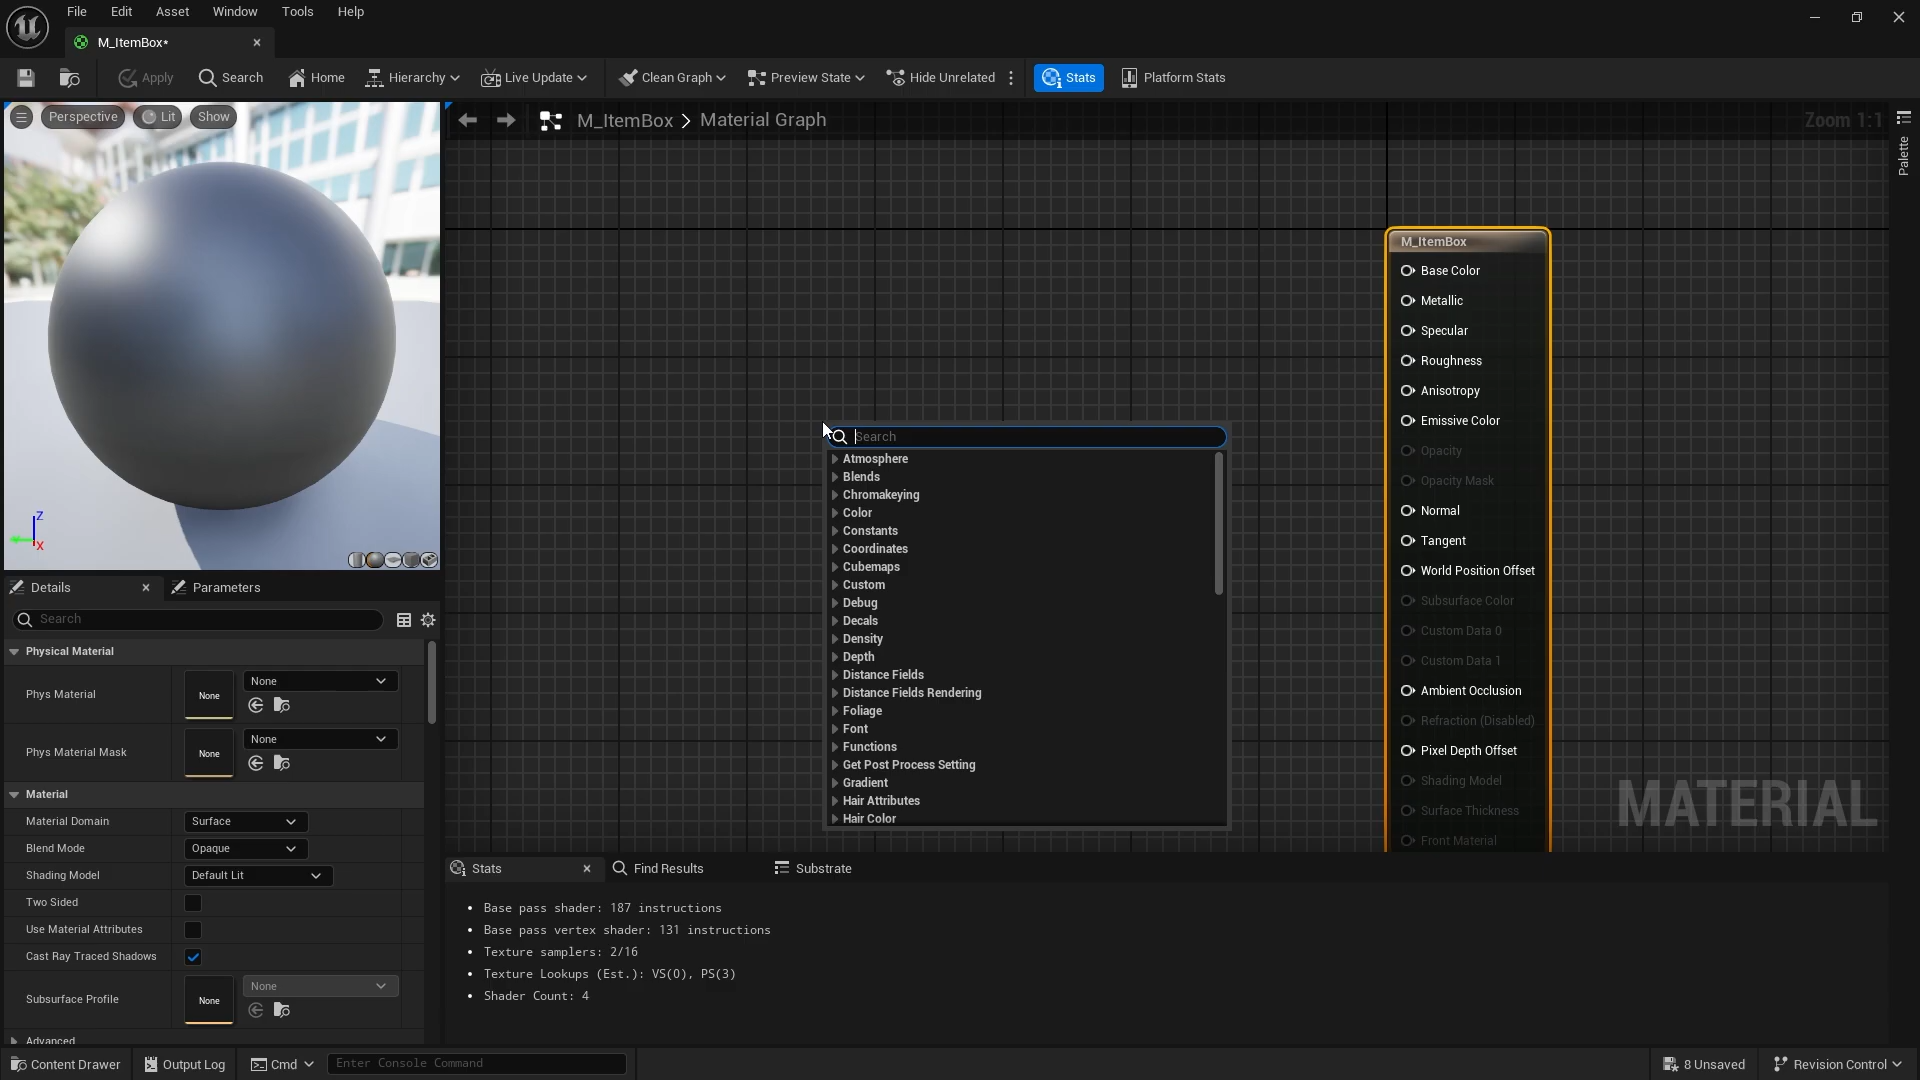 File Edit Asset Window Tools Help
M_ItemBox*
Apply Search Home Hierarchy Live Update Clean Graph Preview State Hide Unrelated Stats Platform Stats
Perspective Lit Show
M_ItemBox Material Graph Zoom 1:1
Palette
M_ItemBox
Base Color
Metallic
Specular
Roughness
Anisotropy
Emissive Color
Opacity
Opacity Mask
Normal
Tangent
World Position Offset
Subsurface Color
Custom Data 0
Custom Data 1
Ambient Occlusion
Refraction (Disabled)
Pixel Depth Offset
Shading Model
Surface Thickness
Front Material
MATERIAL
Search
Atmosphere
Blends
Chromakeying
Color
Constants
Coordinates
Cubemaps
Custom
Debug
Decals
Density
Depth
Distance Fields
Distance Fields Rendering
Foliage
Font
Functions
Get Post Process Setting
Gradient
Hair Attributes
Hair Color
Z
Y
X
Details Parameters
Search
Physical Material
Phys Material None None
Phys Material Mask None None
Material
Material Domain Surface
Blend Mode Opaque
Shading Model Default Lit
Two Sided
Use Material Attributes
Cast Ray Traced Shadows
Subsurface Profile None None
Advanced
Stats Find Results Substrate
Base pass shader: 187 instructions
Base pass vertex shader: 131 instructions
Texture samplers: 2/16
Texture Lookups (Est.): VS(0), PS(3)
Shader Count: 4
Content Drawer Output Log Cmd Enter Console Command 8 Unsaved Revision Control